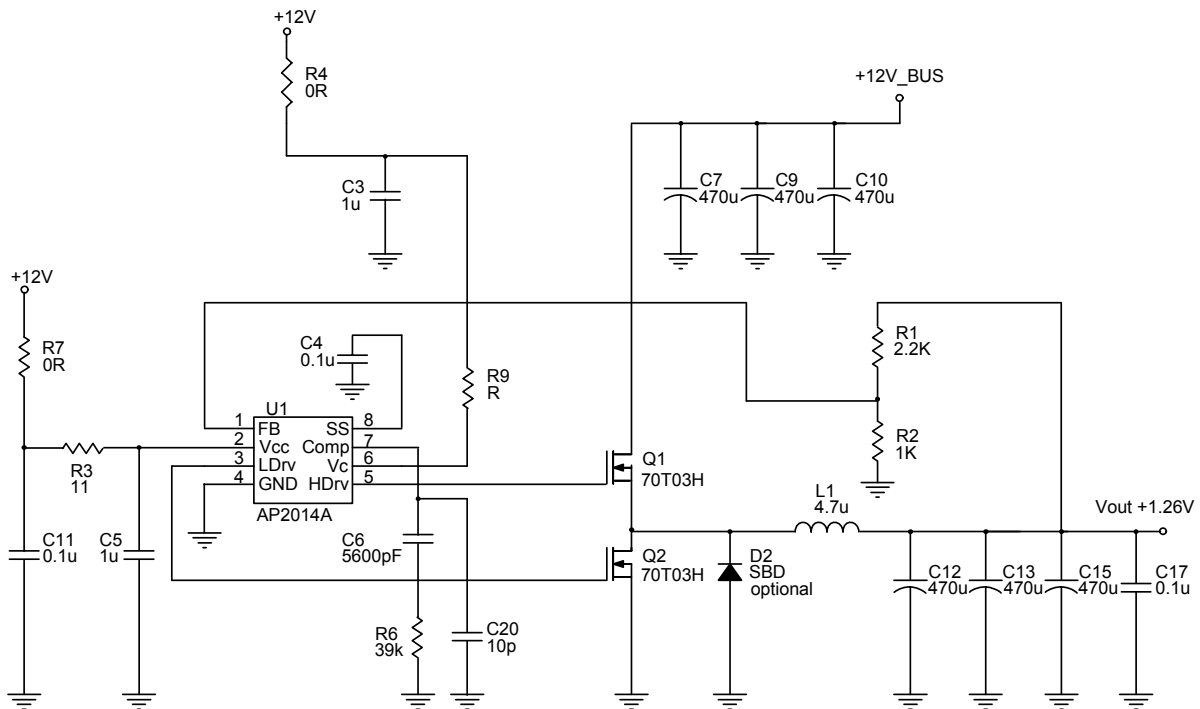 +12V
R4
0R
+12V_BUS
C3
1u
C7
470u
C9
470u
C10
470u
+12V
R7
0R
C4
0.1u
R9
R
R1
2.2K
R2
1K
U1
1 FB SS 8
2 Vcc Comp 7
3 LDrv Vc 6
4 GND HDrv 5
AP2014A
R3
11
Q1
70T03H
L1
4.7u
Vout +1.26V
C11
0.1u
C5
1u
C6
5600pF
Q2
70T03H
D2
SBD
optional
C12
470u
C13
470u
C15
470u
C17
0.1u
R6
39k
C20
10p